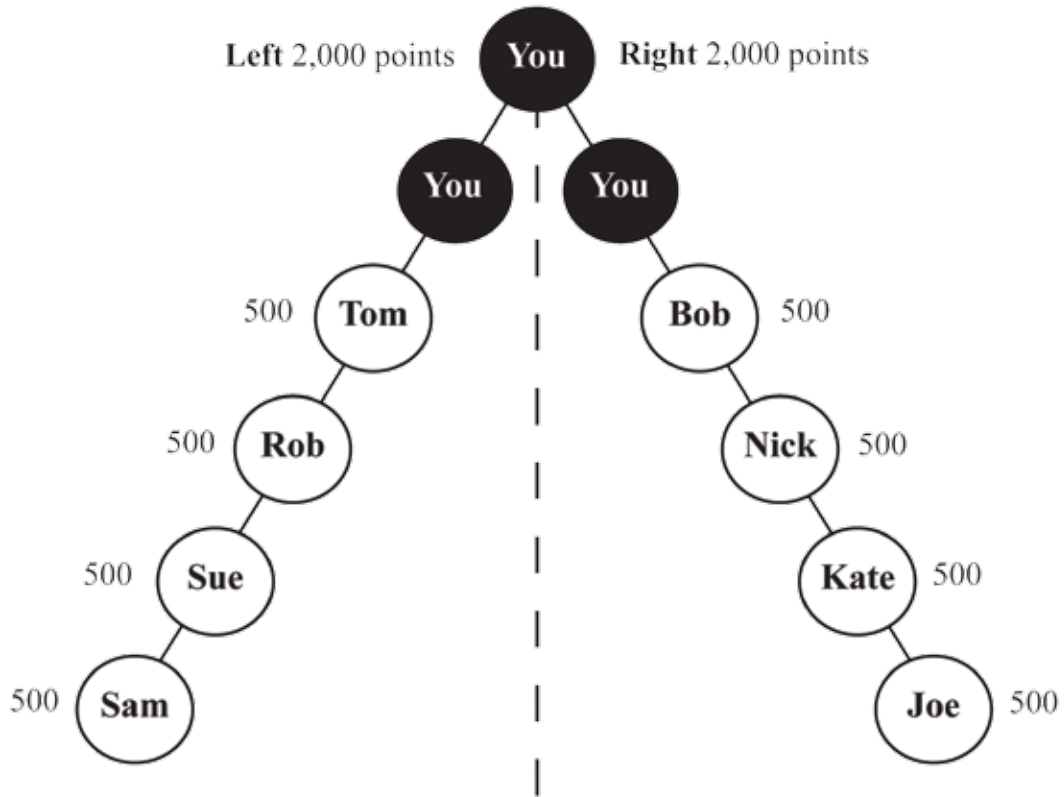 Left 2,000 points You Right 2,000 points
You You
500 Tom Bob 500
500 Rob Nick 500
500 Sue Kate 500
500 Sam Joe 500